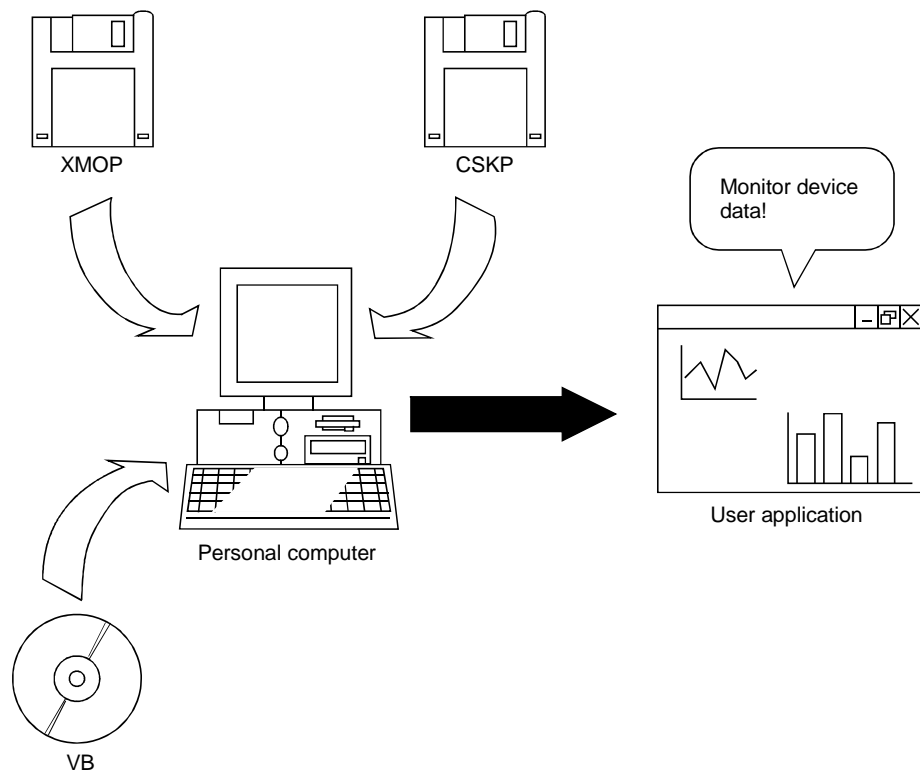 XMOP
CSKP
Monitor device
data!
User application
Personal computer
VB